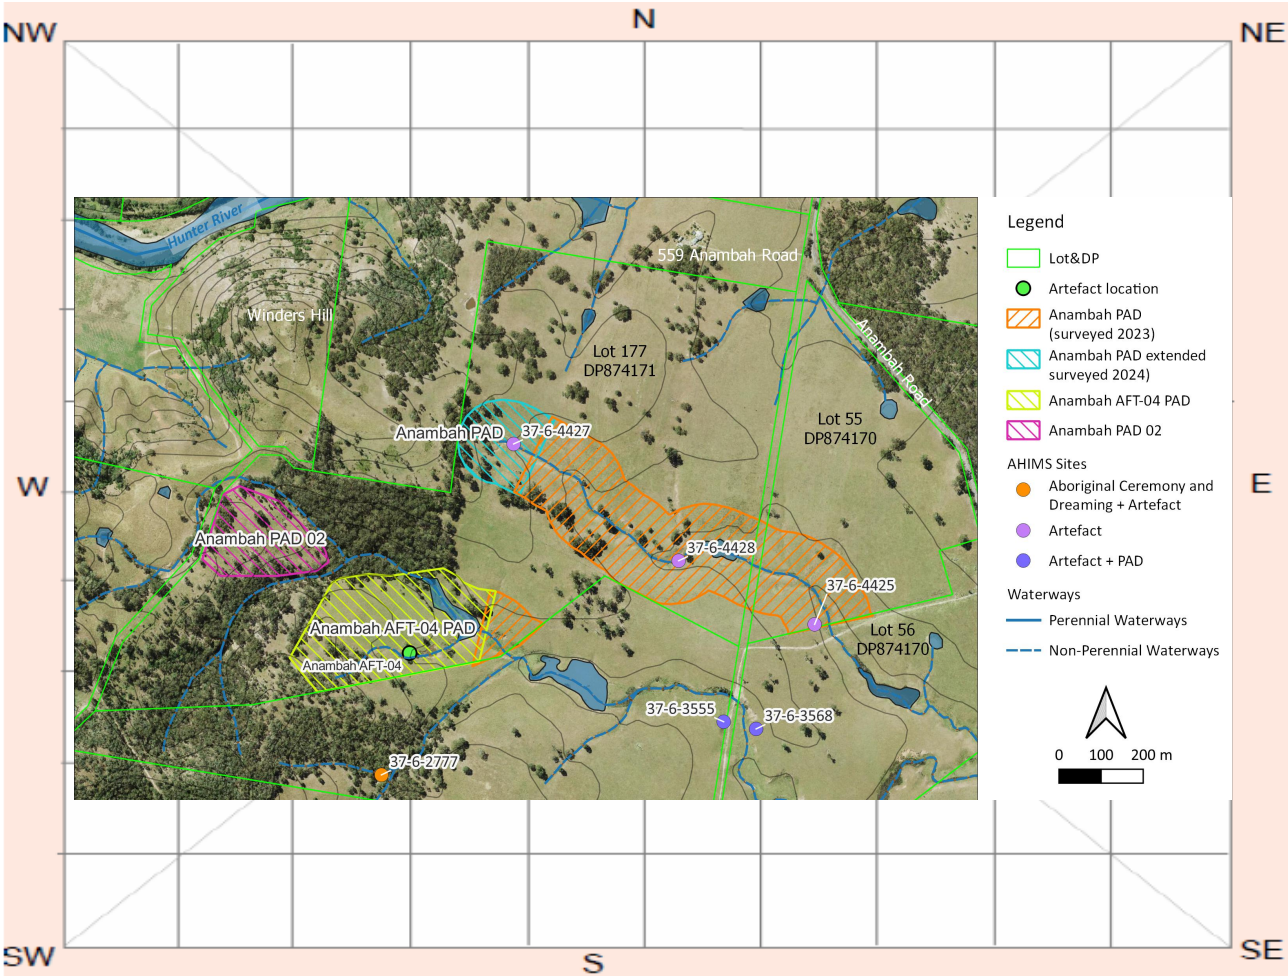 N
NW
NE
Hunter River
559 Anambah Road
Winders Hill
Anambah Road
Lot 177
DP874171
Lot 55
DP874170
Anambah PAD
37-6-4427
W
E
Anambah PAD 02
37-6-4428
37-6-4425
Anambah AFT-04 PAD
Lot 56
DP874170
Anambah AFT-04
37-6-3555
37-6-3568
37-6-2777
Legend
Lot&DP
Artefact location
Anambah PAD
(surveyed 2023)
Anambah PAD extended
surveyed 2024)
Anambah AFT-04 PAD
Anambah PAD 02
AHIMS Sites
Aboriginal Ceremony and
Dreaming + Artefact
Artefact
Artefact + PAD
Waterways
Perennial Waterways
Non-Perennial Waterways
0 100 200 m
SW
S
SE